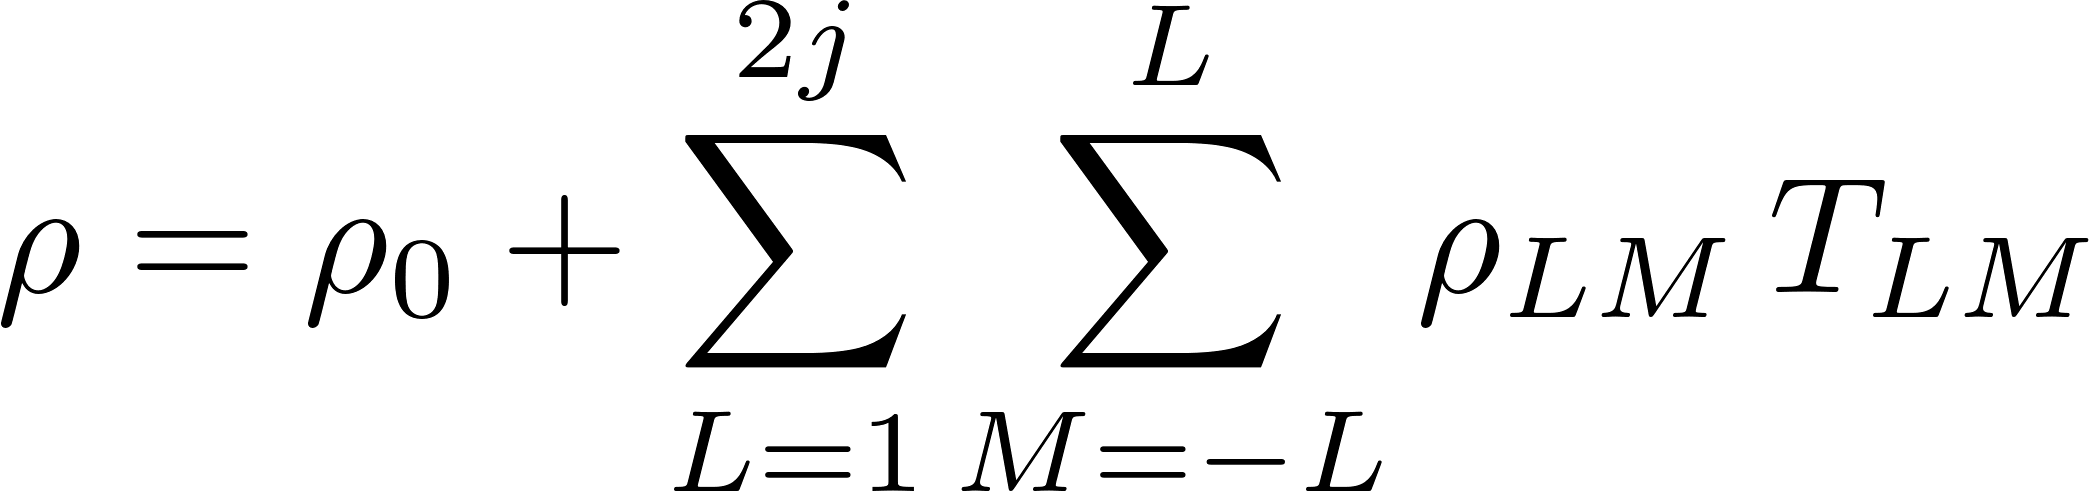 ρ = ρ_0 + \sum_{L=1}^{2j} \sum_{M=-L}^{L} ρ_{LM} T_{LM}